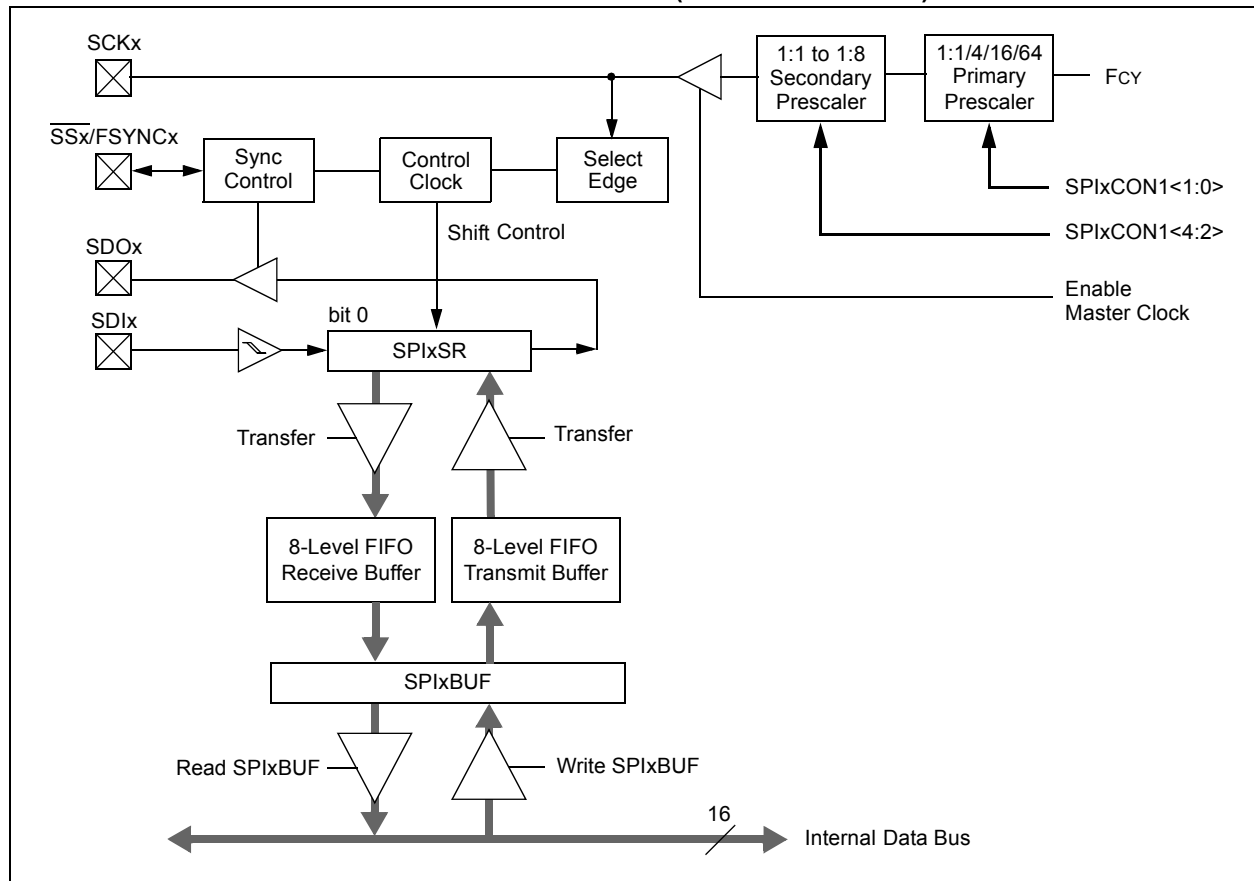 SCKx
1:1 to 1:8
Secondary
Prescaler
1:1/4/16/64
Primary
Prescaler
FCY
SSx/FSYNCx
Sync
Control
Control
Clock
Select
Edge
SPIxCON1<1:0>
Shift Control
SPIxCON1<4:2>
SDOx
Enable
Master Clock
bit 0
SDIx
SPIxSR
Transfer
Transfer
8-Level FIFO
Receive Buffer
8-Level FIFO
Transmit Buffer
SPIxBUF
Read SPIxBUF
Write SPIxBUF
16
Internal Data Bus